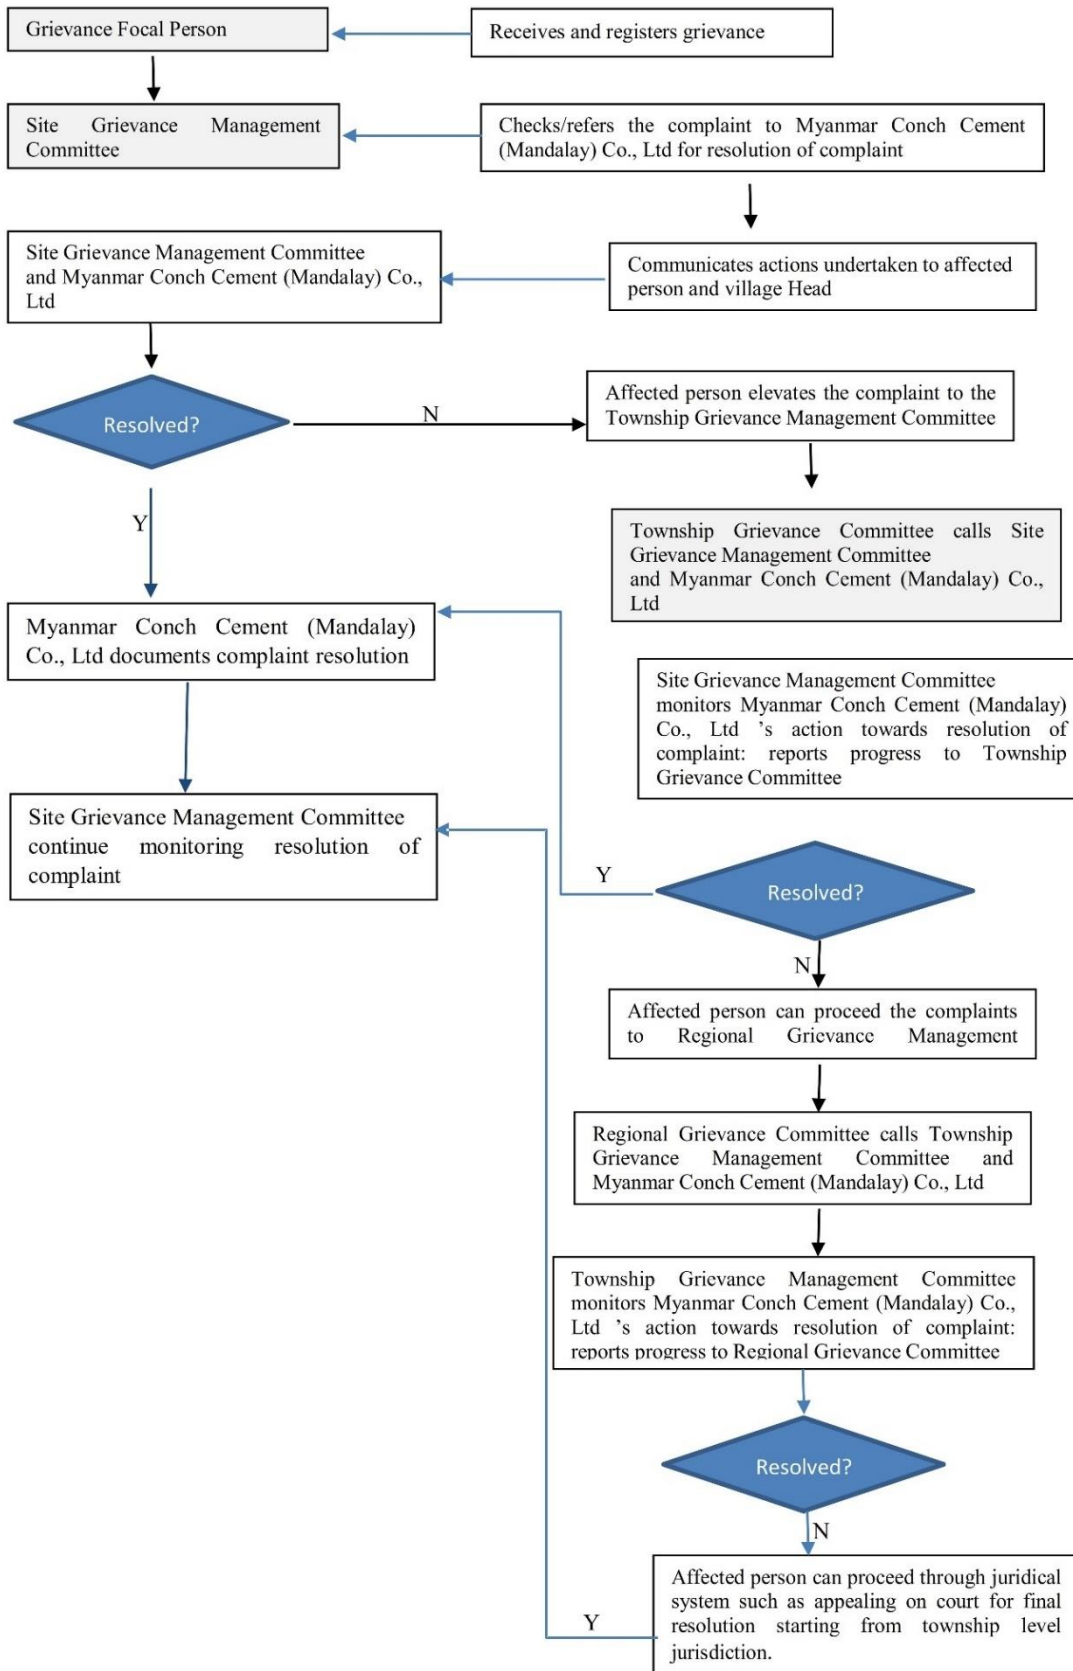 Grievance Focal Person
Receives and registers grievance
Site Grievance Management
Committee
Checks/refers the complaint to Myanmar Conch Cement
(Mandalay) Co., Ltd for resolution of complaint
Site Grievance Management Committee
and Myanmar Conch Cement (Mandalay) Co.,
Ltd
Communicates actions undertaken to affected
person and village Head
Resolved?
N
Affected person elevates the complaint to the
Township Grievance Management Committee
Y
Township Grievance Committee calls Site
Grievance Management Committee
and Myanmar Conch Cement (Mandalay) Co.,
Ltd
Myanmar Conch Cement (Mandalay)
Co., Ltd documents complaint resolution
Site Grievance Management Committee
monitors Myanmar Conch Cement (Mandalay)
Co., Ltd ’s action towards resolution of
complaint: reports progress to Township
Grievance Committee
Site Grievance Management Committee
continue monitoring resolution of
complaint
Y
Resolved?
N
Affected person can proceed the complaints
to Regional Grievance Management
Regional Grievance Committee calls Township
Grievance Management Committee and
Myanmar Conch Cement (Mandalay) Co., Ltd
Township Grievance Management Committee
monitors Myanmar Conch Cement (Mandalay) Co.,
Ltd ’s action towards resolution of complaint:
reports progress to Regional Grievance Committee
Resolved?
N
Affected person can proceed through juridical
system such as appealing on court for final
resolution starting from township level
jurisdiction.
Y